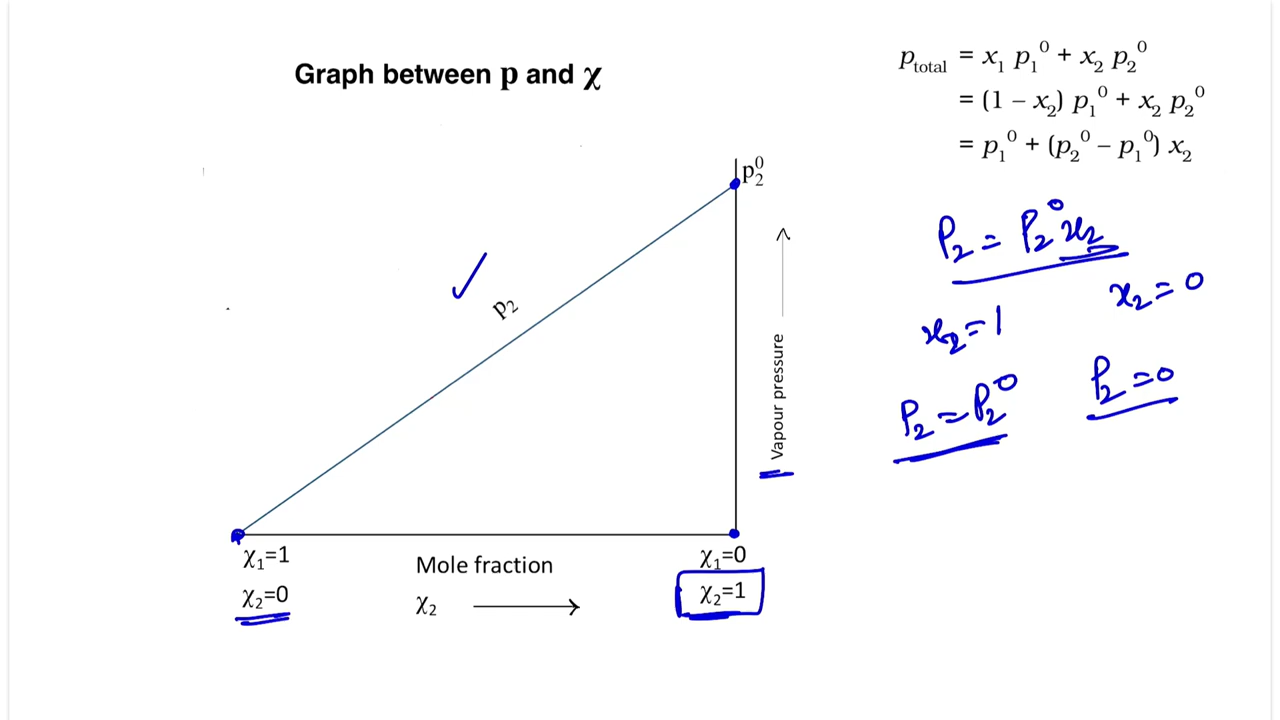 Graph between p and χ
p_total = x₁ p₁⁰ + x₂ p₂⁰
= (1 – x₂) p₁⁰ + x₂ p₂⁰
= p₁⁰ + (p₂⁰ – p₁⁰) x₂
p₂⁰
p₂
Vapour pressure
P₂ = P₂⁰ x₂
x₂ = 1
x₂ = 0
P₂ = P₂⁰
P₂ = 0
χ₁=1
χ₂=0
Mole fraction
χ₂
χ₁=0
χ₂=1